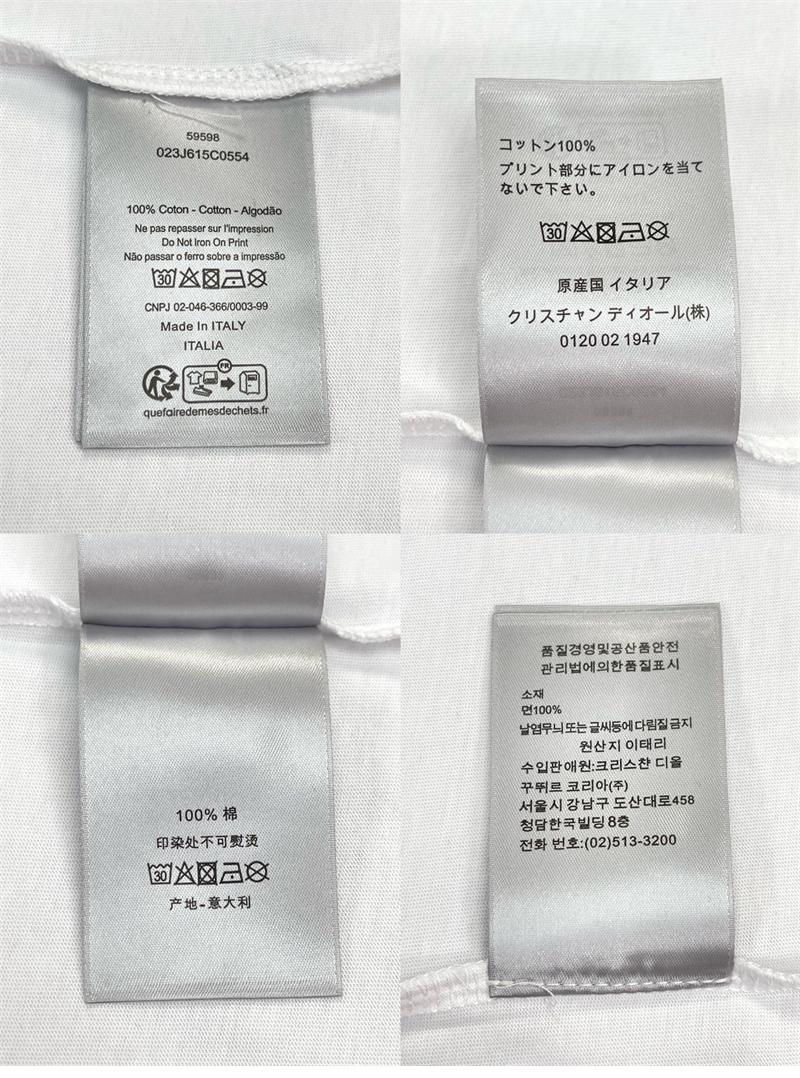 59598
023J615C0554
100% Coton - Cotton - Algodão
Ne pas repasser sur l'impression
Do Not Iron On Print
Não passar o ferro sobre a impressão
30
CNPJ 02-046-366/0003-99
Made In ITALY
ITALIA
FR
quefairedemesdechets.fr
コットン100%
プリント部分にアイロンを当て
ないで下さい。
30
原産国 イタリア
クリスチャン ディオール(株)
0120 02 1947
100% 棉
印染处不可熨烫
30
产地-意大利
품질경영및공산품안전
관리법에의한품질표시
소재
면100%
날염무늬또는글씨등에다림질금지
원산지 이태리
수입판애원:크리스챤 디올
꾸뛰르 코리아(주)
서울시 강남구 도산대로458
청담한국빌딩8층
전화 번호:(02)513-3200